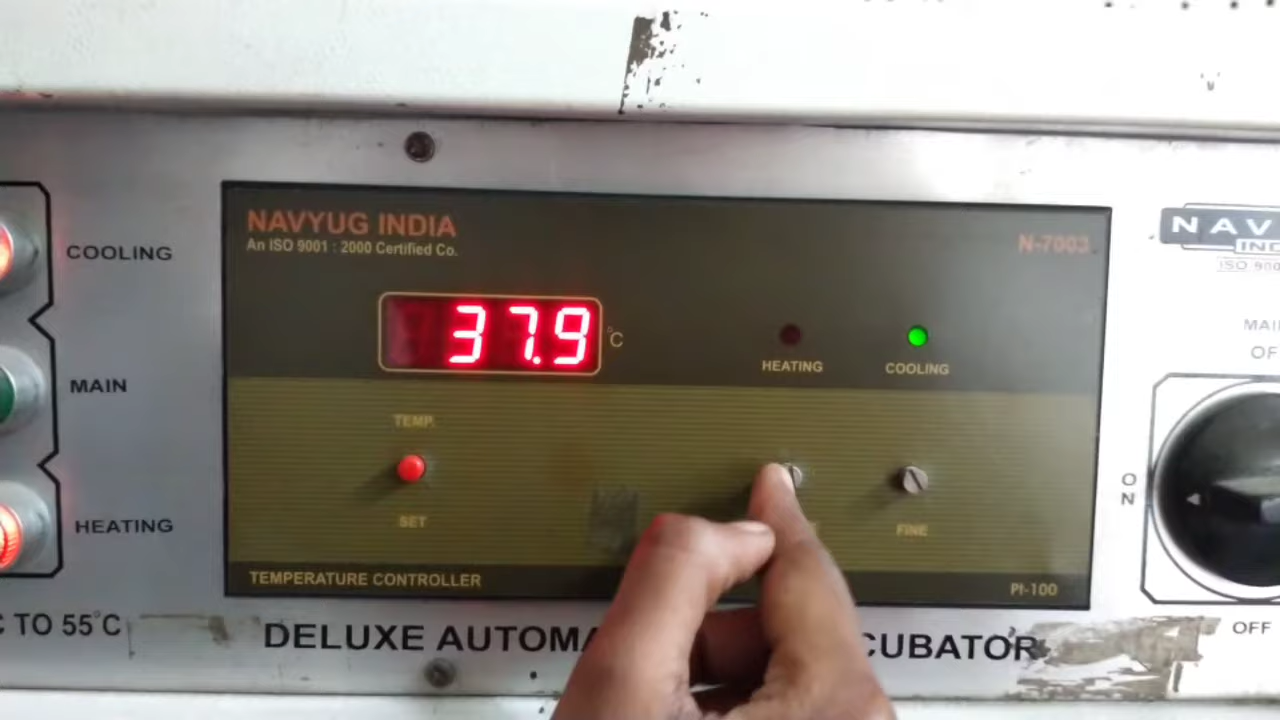 COOLING
MAIN
HEATING
C TO 55°C
NAVYUG INDIA
An ISO 9001 : 2000 Certified Co.
N-7003
37.9
°C
HEATING
COOLING
TEMP.
SET
FINE
TEMPERATURE CONTROLLER
PI-100
DELUXE AUTOMA CUBATOR
NAV
IND
ISO 900
MAI
OF
ON
OFF